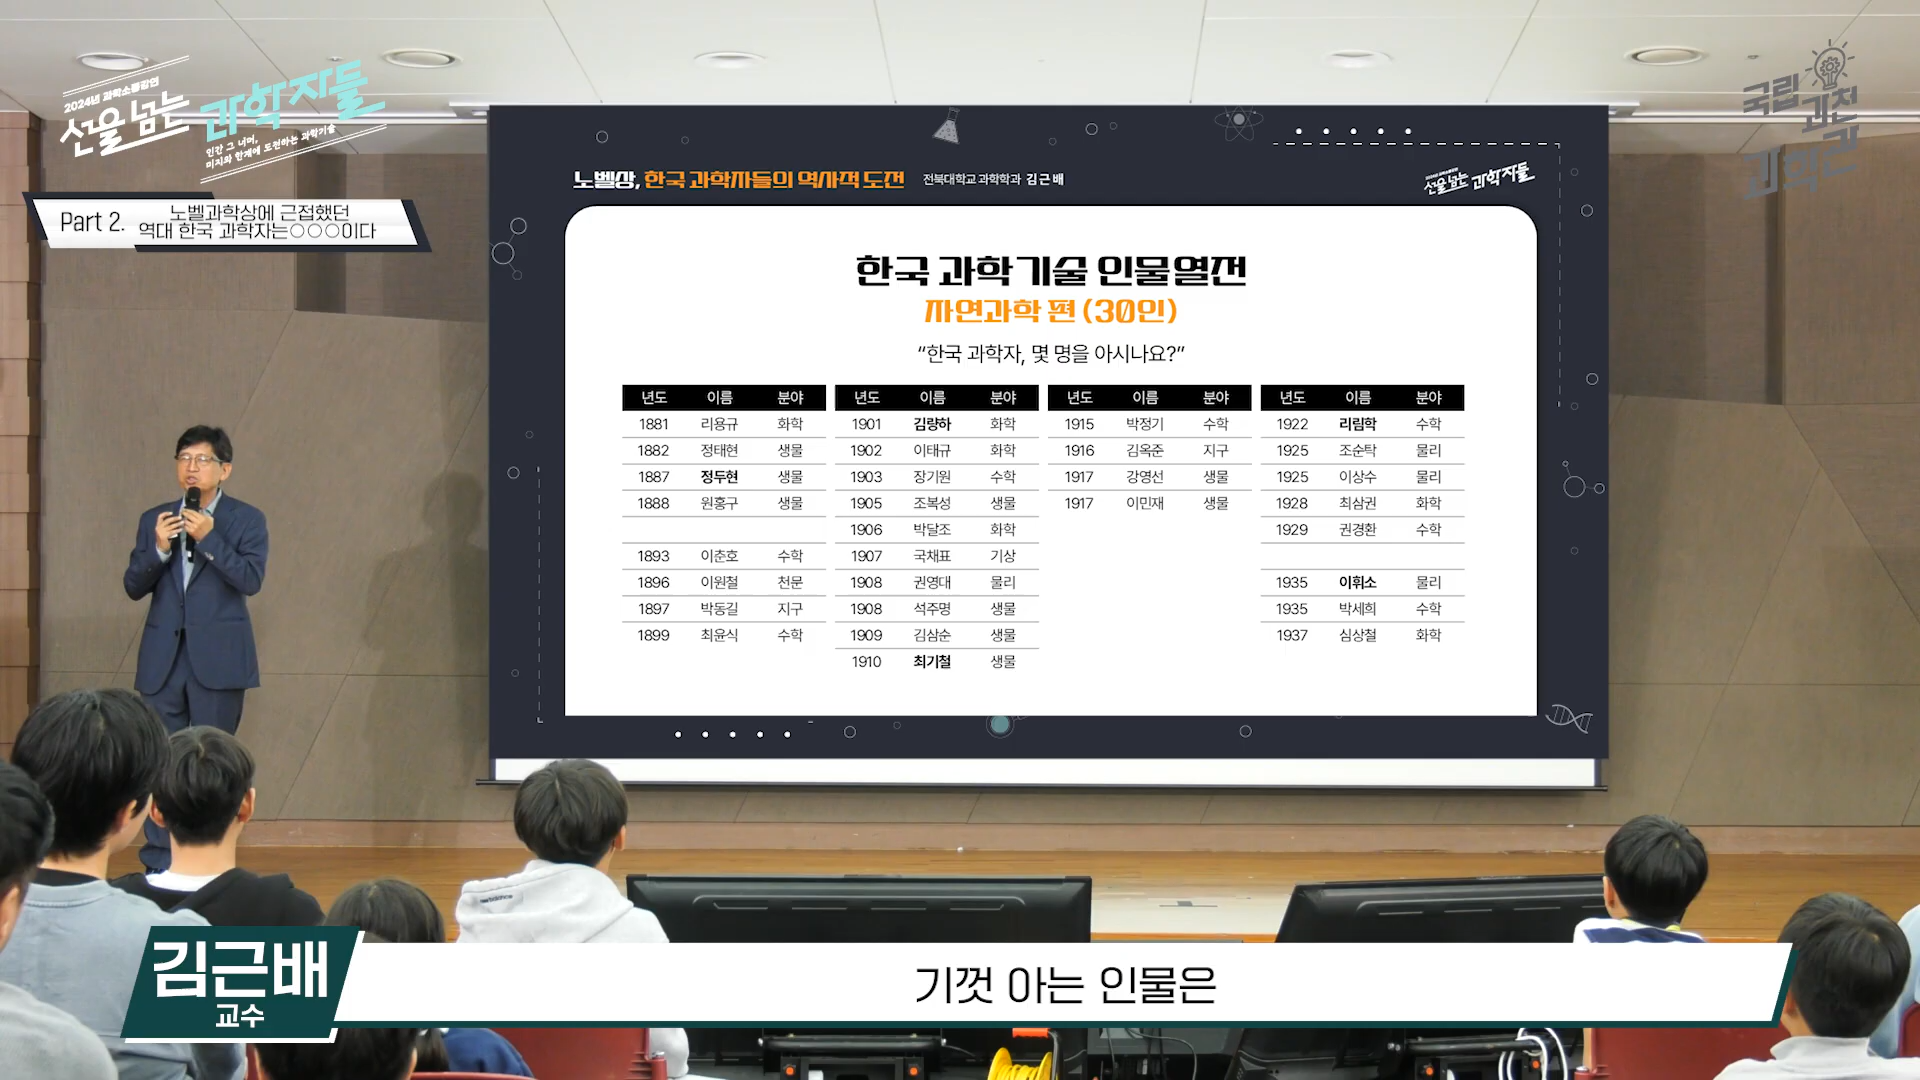 2024년 과학소통강연
선을 넘는 과학자들
인간 그 너머,
미지와 한계에 도전하는 과학기술
국립
과천
과학관
Part 2.
노벨과학상에 근접했던
역대 한국 과학자는○○○이다
노벨상, 한국 과학자들의 역사적 도전 전북대학교 과학학과 김근배
선을 넘는 과학자들
한국 과학기술 인물열전
자연과학 편 (30인)
“한국 과학자, 몇 명을 아시나요?”
년도 이름 분야
1881 리용규 화학
1882 정태현 생물
1887 정두현 생물
1888 원홍구 생물
1893 이춘호 수학
1896 이원철 천문
1897 박동길 지구
1899 최윤식 수학
년도 이름 분야
1901 김량하 화학
1902 이태규 화학
1903 장기원 수학
1905 조복성 생물
1906 박달조 화학
1907 국채표 기상
1908 권영대 물리
1908 석주명 생물
1909 김삼순 생물
1910 최기철 생물
년도 이름 분야
1915 박정기 수학
1916 김옥준 지구
1917 강영선 생물
1917 이민재 생물
년도 이름 분야
1922 리림학 수학
1925 조순탁 물리
1925 이상수 물리
1928 최삼권 화학
1929 권경환 수학
1935 이휘소 물리
1935 박세희 수학
1937 심상철 화학
new balance
김근배
교수
기껏 아는 인물은